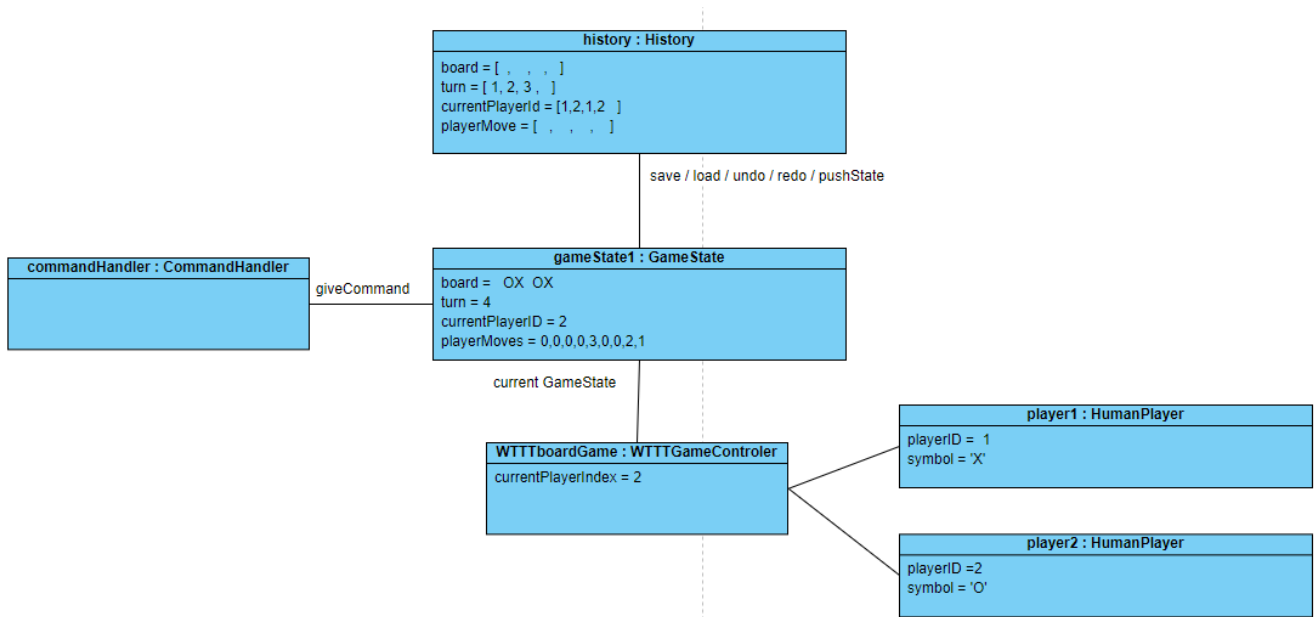 history : History
board = [  ,    ,   ,   ]
turn = [ 1, 2, 3 ,   ]
currentPlayerId = [1,2,1,2   ]
playerMove = [   ,    ,    ,    ]
save / load / undo / redo / pushState
commandHandler : CommandHandler
giveCommand
gameState1 : GameState
board =   OX  OX
turn = 4
currentPlayerID = 2
playerMoves = 0,0,0,0,3,0,0,2,1
current GameState
WTTTboardGame : WTTTGameControler
currentPlayerIndex = 2
player1 : HumanPlayer
playerID =  1
symbol = 'X'
player2 : HumanPlayer
playerID =2
symbol = 'O'